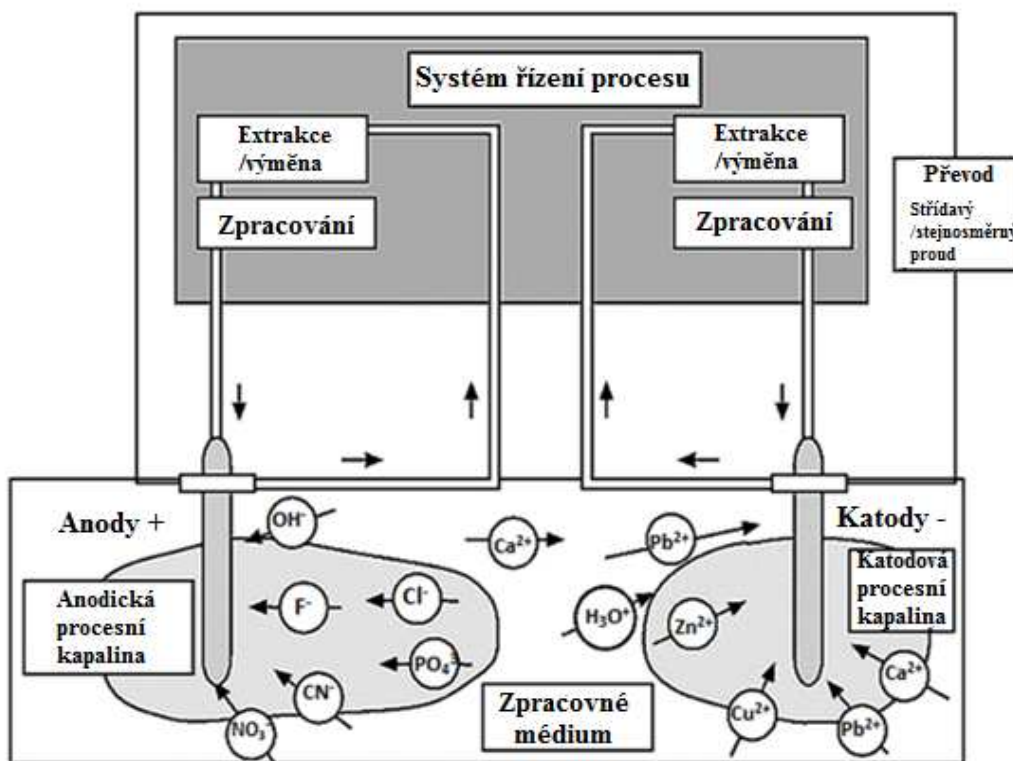 Systém řízení procesu
Extrakce
/výměna
Extrakce
/výměna
Zpracování
Zpracování
Převod
Střídavý
/stejnosměrný
proud
Anody +
Katody -
OH⁻
Ca²⁺
Pb²⁺
Anodická
procesní
kapalina
Katodová
procesní
kapalina
F⁻
Cl⁻
H₃O⁺
Zn²⁺
PO₄³
Ca²⁺
CN⁻
NO₃⁻
Zpracovné
médium
Cu²⁺
Pb²⁺